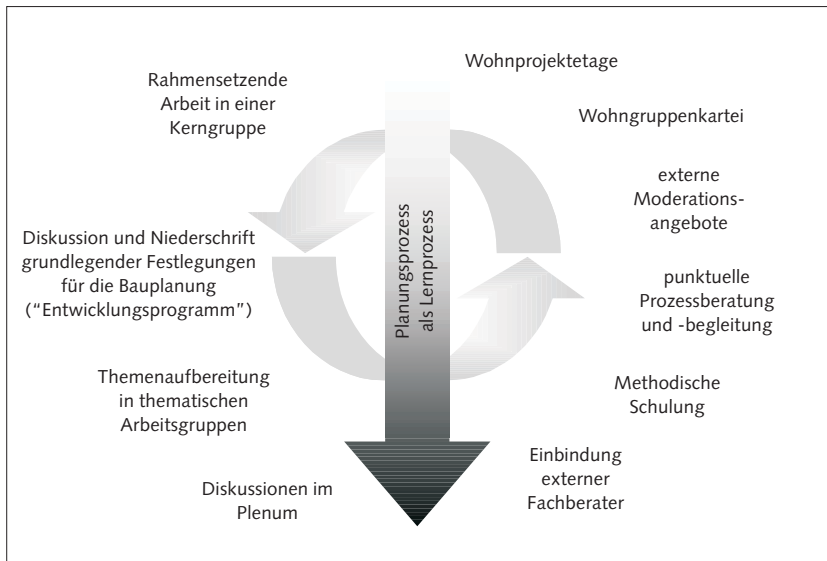 Wohnprojektetage
Rahmensetzende
Arbeit in einer
Kerngruppe
Wohngruppenkartei
externe
Moderations-
angebote
Diskussion und Niederschrift
grundlegender Festlegungen
für die Bauplanung
(“Entwicklungsprogramm”)
Planungsprozess
als Lernprozess
punktuelle
Prozessberatung
und -begleitung
Themenaufbereitung
in thematischen
Arbeitsgruppen
Methodische
Schulung
Diskussionen im
Plenum
Einbindung
externer
Fachberater